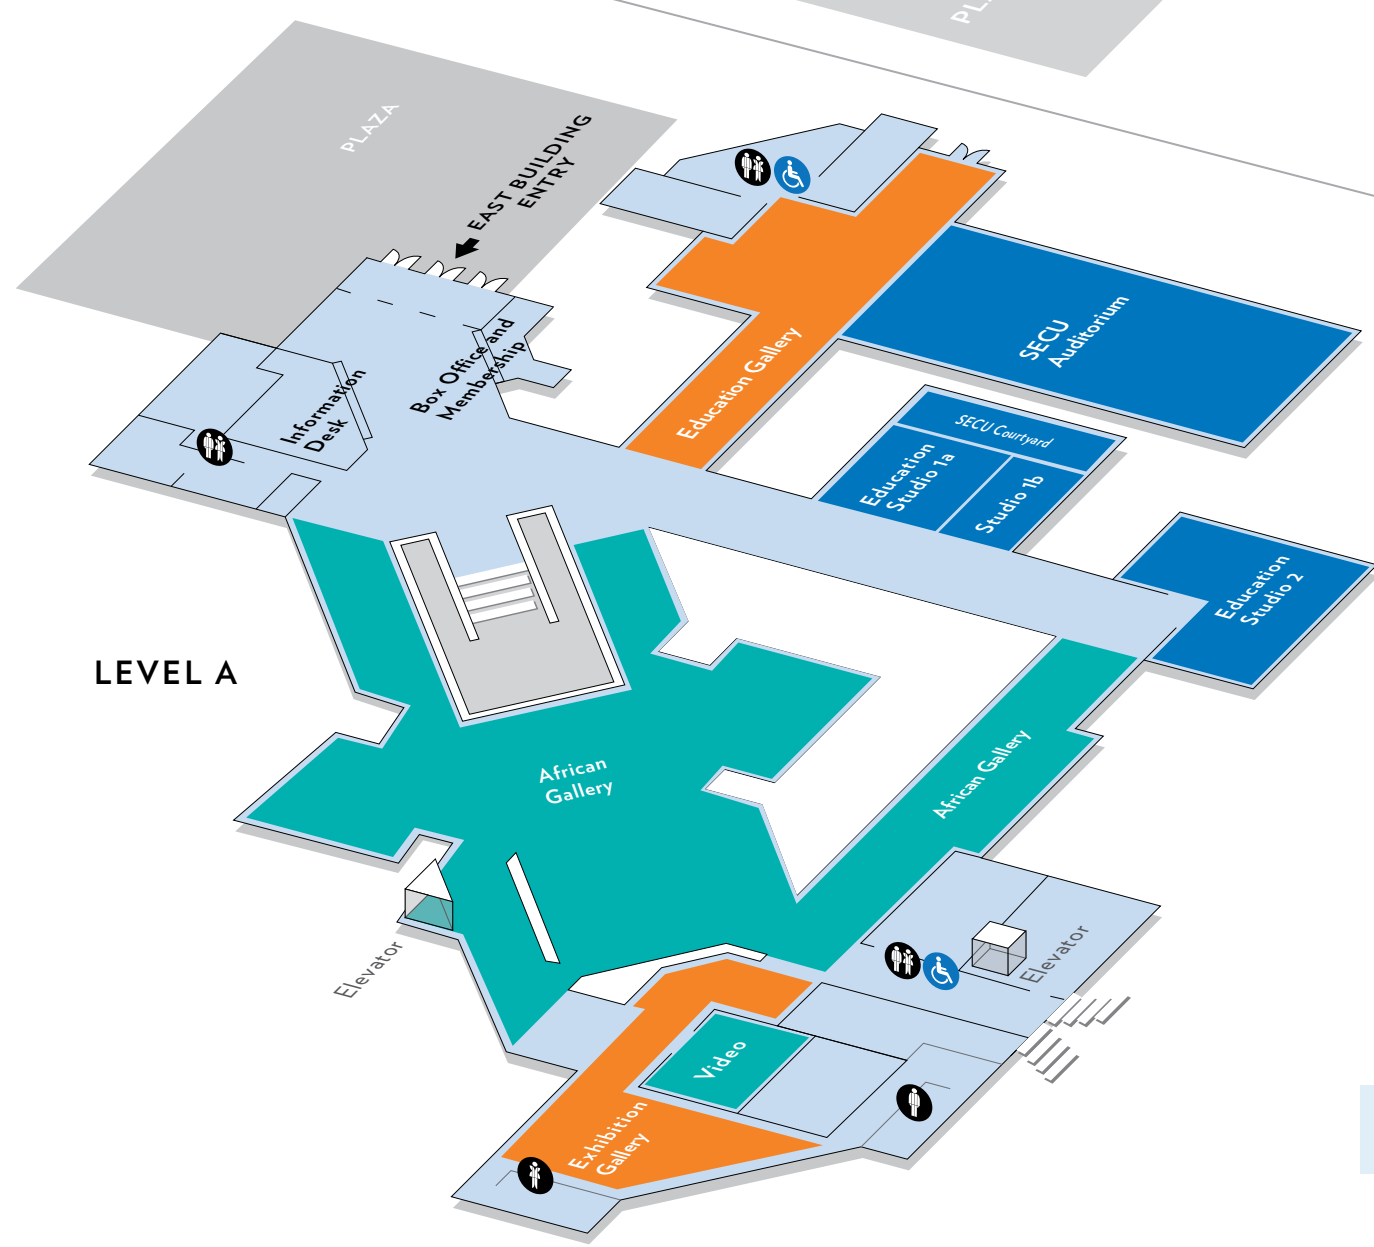 PLA
PLAZA
EAST BUILDING
ENTRY
SECU
Auditorium
Education Gallery
Box Office and
Membership
Information
Desk
SECU Courtyard
Education
Studio 1a
Studio 1b
Education
Studio 2
LEVEL A
African
Gallery
African Gallery
Elevator
Elevator
Video
Exhibition
Gallery